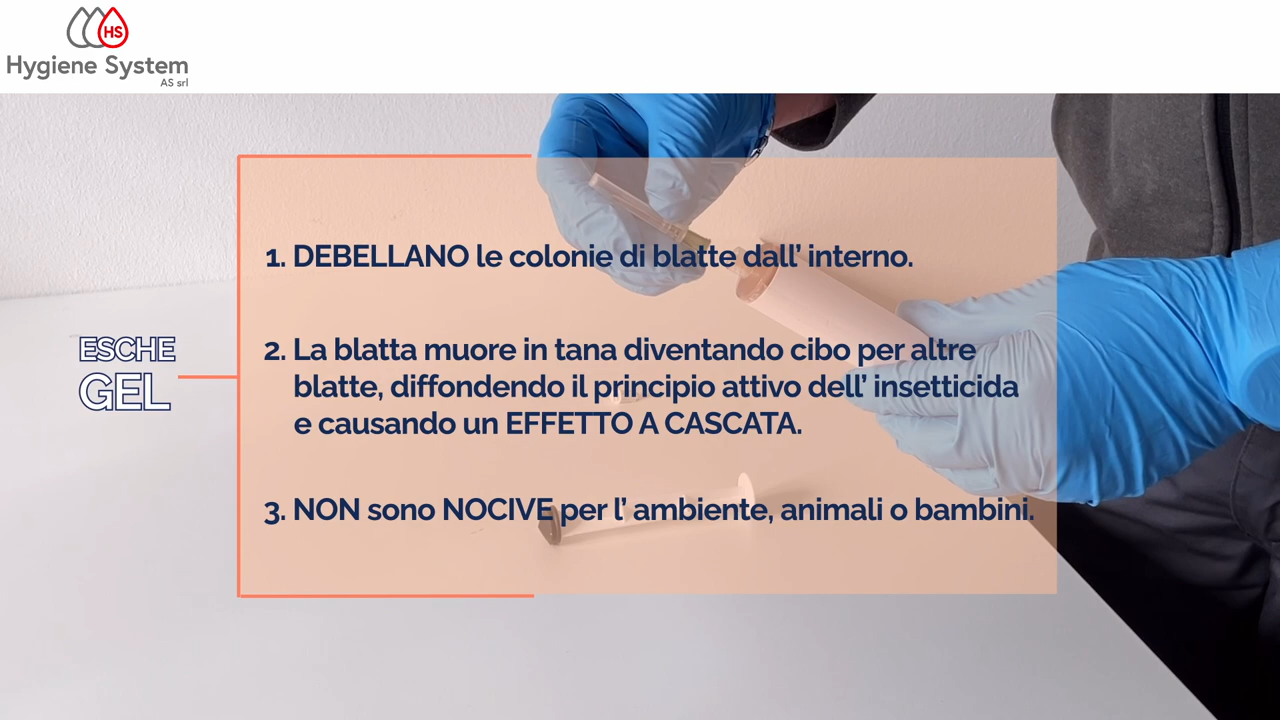 HS
Hygiene System
AS srl
ESCHE
GEL
1. DEBELLANO le colonie di blatte dall’ interno.
2. La blatta muore in tana diventando cibo per altre
blatte, diffondendo il principio attivo dell’ insetticida
e causando un EFFETTO A CASCATA.
3. NON sono NOCIVE per l’ ambiente, animali o bambini.